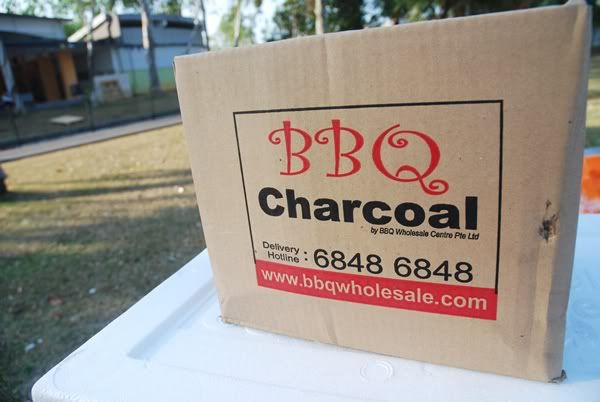 BBQ
Charcoal
by BBQ Wholesale Centre Pte Ltd
Delivery Hotline : 6848 6848
www.bbqwholesale.com